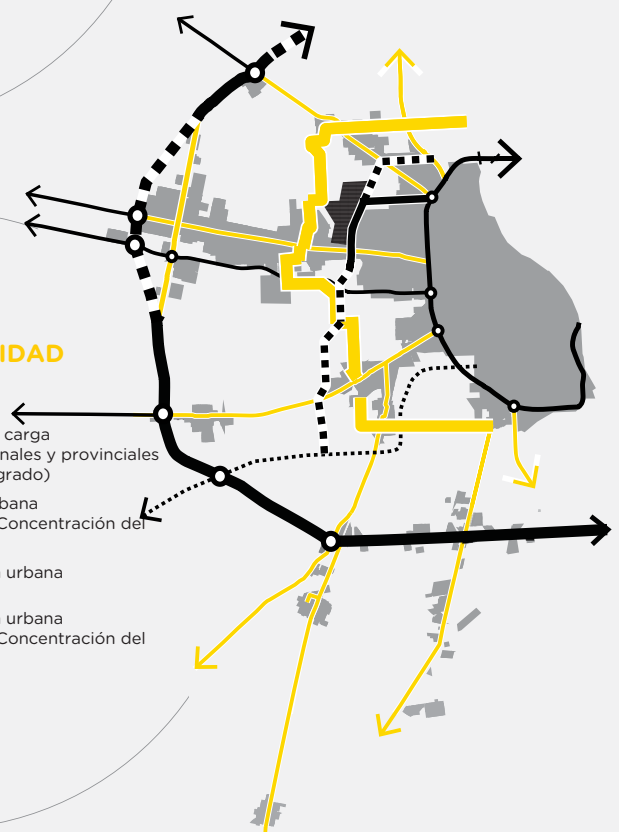 IDAD
carga
nales y provinciales
grado)
bana
Concentración del
urbana
urbana
Concentración del